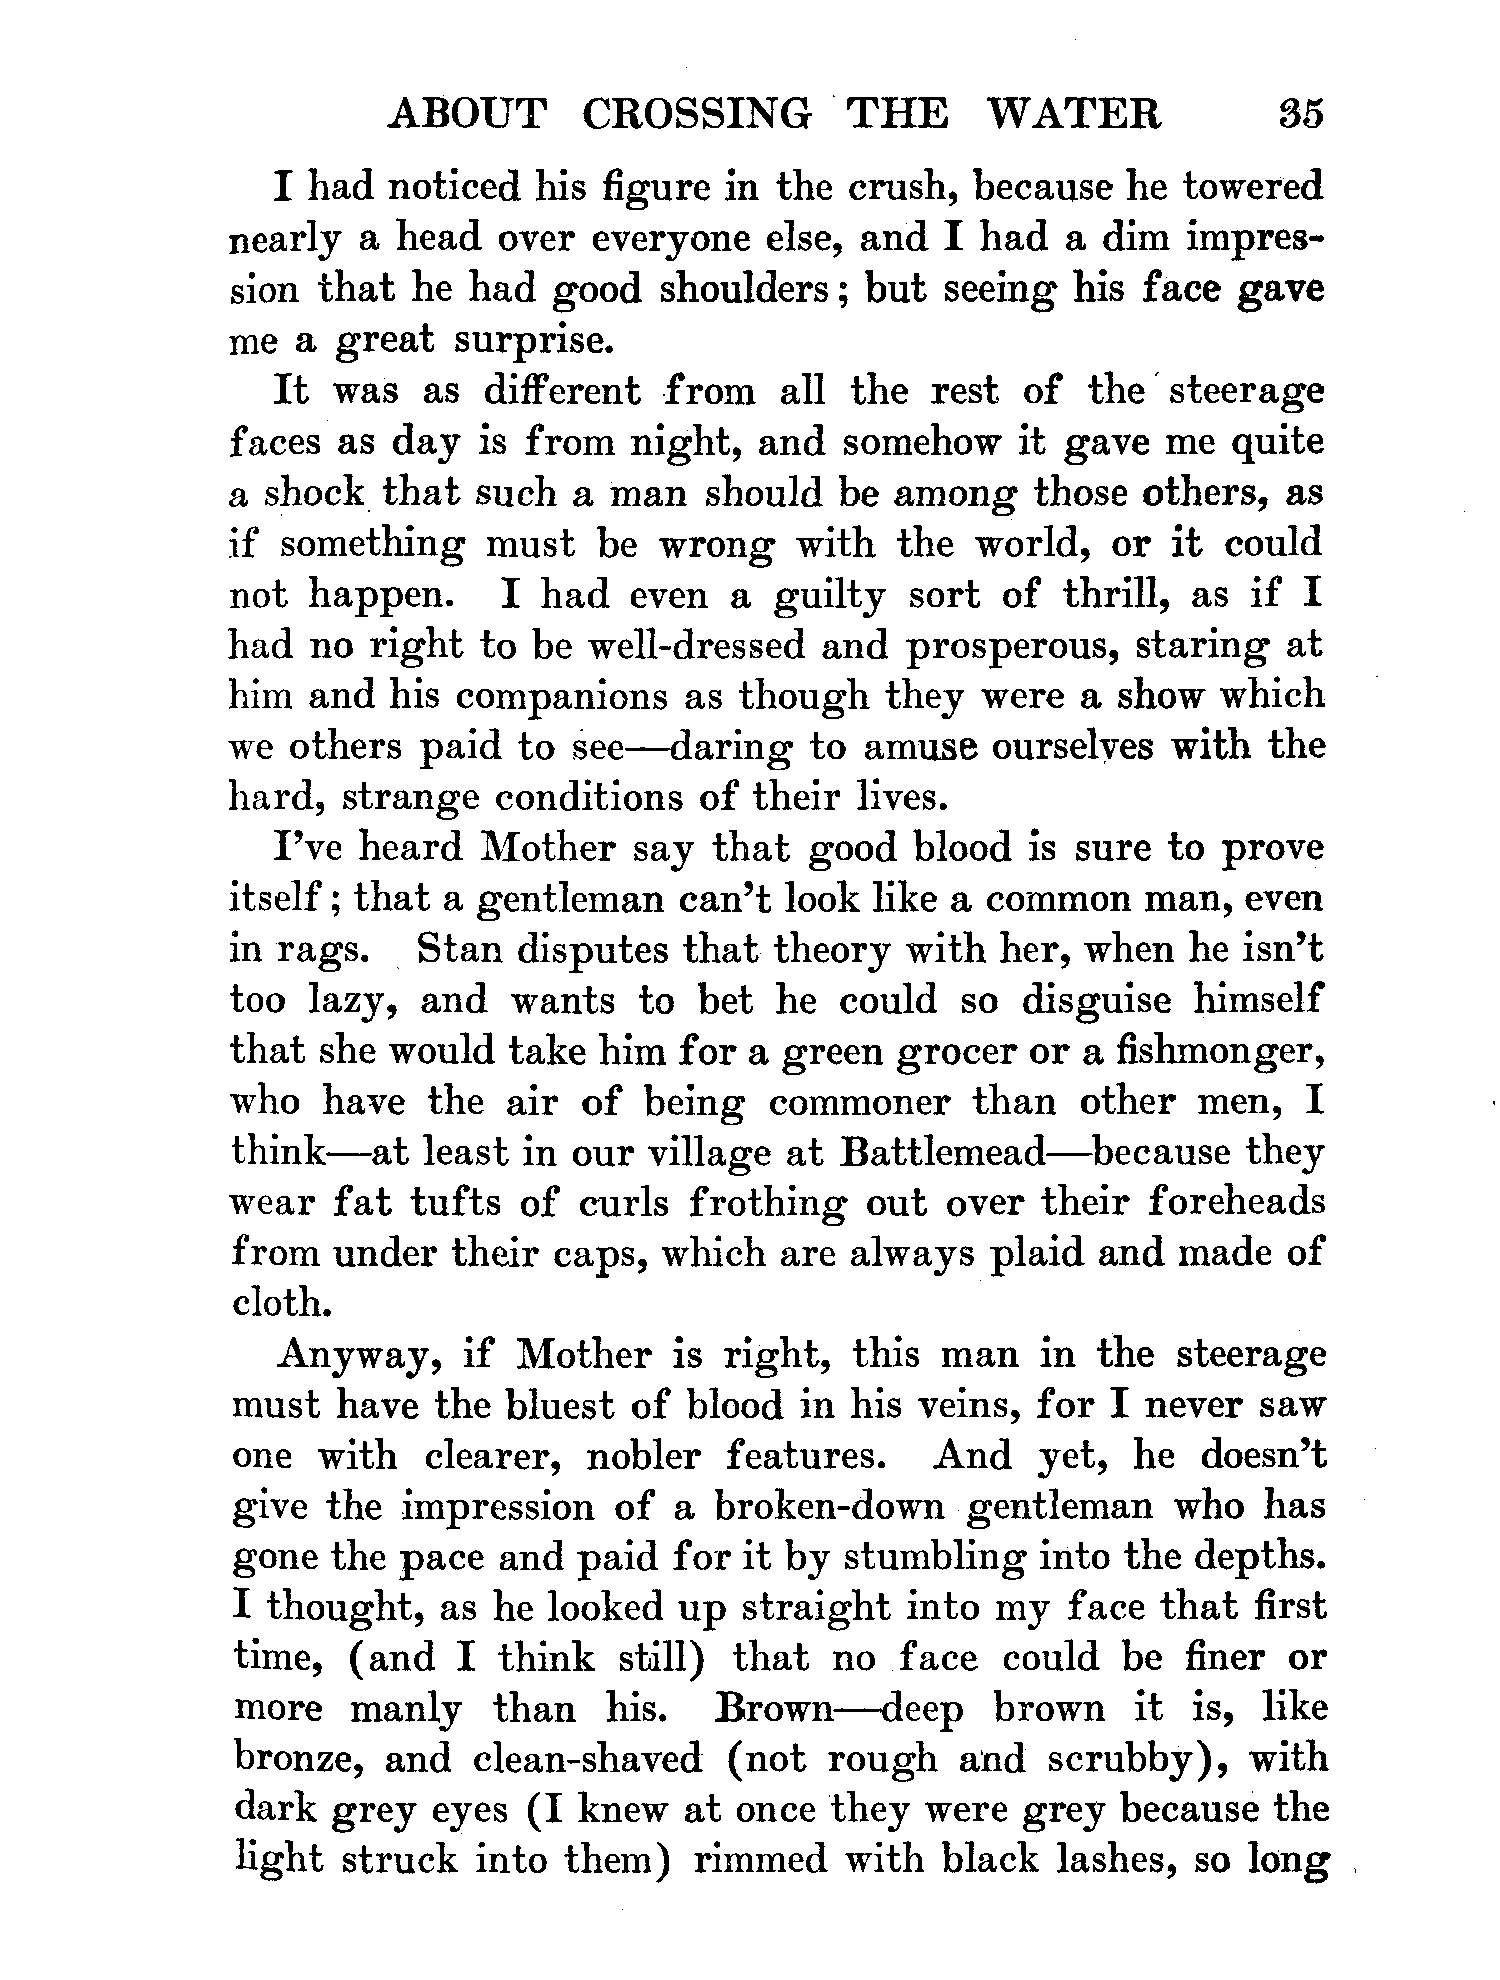 ABOUT CROSSING THE WATER 35
I had noticed his figure in the crush, because he towered
nearly a head over everyone else, and I had a dim impres-
sion that he had good shoulders; but seeing his face gave
me a great surprise.
It was as different from all the rest of the steerage
faces as day is from night, and somehow it gave me quite
a shock that such a man should be among those others, as
if something must be wrong with the world, or it could
not happen. I had even a guilty sort of thrill, as if I
had no right to be well-dressed and prosperous, staring at
him and his companions as though they were a show which
we others paid to see—daring to amuse ourselves with the
hard, strange conditions of their lives.
I've heard Mother say that good blood is sure to prove
itself; that a gentleman can't look like a common man, even
in rags. Stan disputes that theory with her, when he isn't
too lazy, and wants to bet he could so disguise himself
that she would take him for a green grocer or a fishmonger,
who have the air of being commoner than other men, I
think—at least in our village at Battlemead—because they
wear fat tufts of curls frothing out over their foreheads
from under their caps, which are always plaid and made of
cloth.
Anyway, if Mother is right, this man in the steerage
must have the bluest of blood in his veins, for I never saw
one with clearer, nobler features. And yet, he doesn't
give the impression of a broken-down gentleman who has
gone the pace and paid for it by stumbling into the depths.
I thought, as he looked up straight into my face that first
time, (and I think still) that no face could be finer or
more manly than his. Brown—deep brown it is, like
bronze, and clean-shaved (not rough and scrubby), with
dark grey eyes (I knew at once they were grey because the
light struck into them) rimmed with black lashes, so long